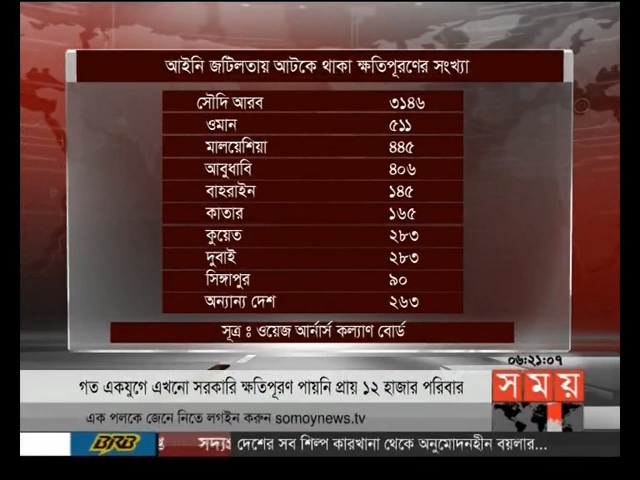 আইনি জটিলতায় আটকে থাকা ক্ষতিপূরণের সংখ্যা
সৌদি আরব ৩১৪৬
ওমান ৫১১
মালয়েশিয়া ৪৪৫
আবুধাবি ৪০৬
বাহরাইন ১৪৫
কাতার ১৬৫
কুয়েত ২৮৩
দুবাই ২৮৩
সিঙ্গাপুর ৯০
অন্যান্য দেশ ২৬৩
সূত্র ঃ ওয়েজ আর্নার্স কল্যাণ বোর্ড
০৬:২১:০৭
গত একযুগে এখনো সরকারি ক্ষতিপূরণ পায়নি প্রায় ১২ হাজার পরিবার
সময়
এক পলকে জেনে নিতে লগইন করুন somoynews.tv
BRB দেশের সব শিল্প কারখানা থেকে অনুমোদনহীন বয়লার...